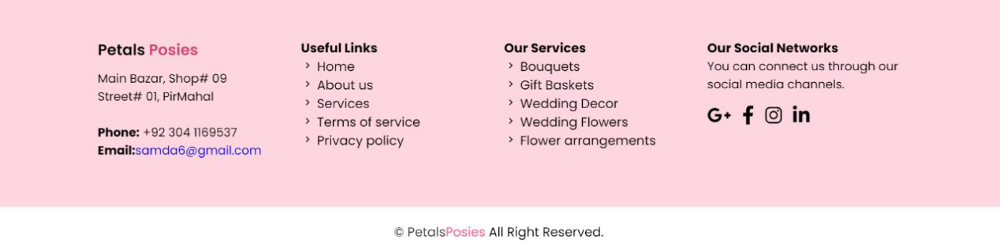 Petals Posies
Main Bazar, Shop# 09
Street# 01, PirMahal
Phone: +92 304 1169537
Email:samda6@gmail.com
Useful Links
Home
About us
Services
Terms of service
Privacy policy
Our Services
Bouquets
Gift Baskets
Wedding Decor
Wedding Flowers
Flower arrangements
Our Social Networks
You can connect us through our
social media channels.
© PetalsPosies All Right Reserved.